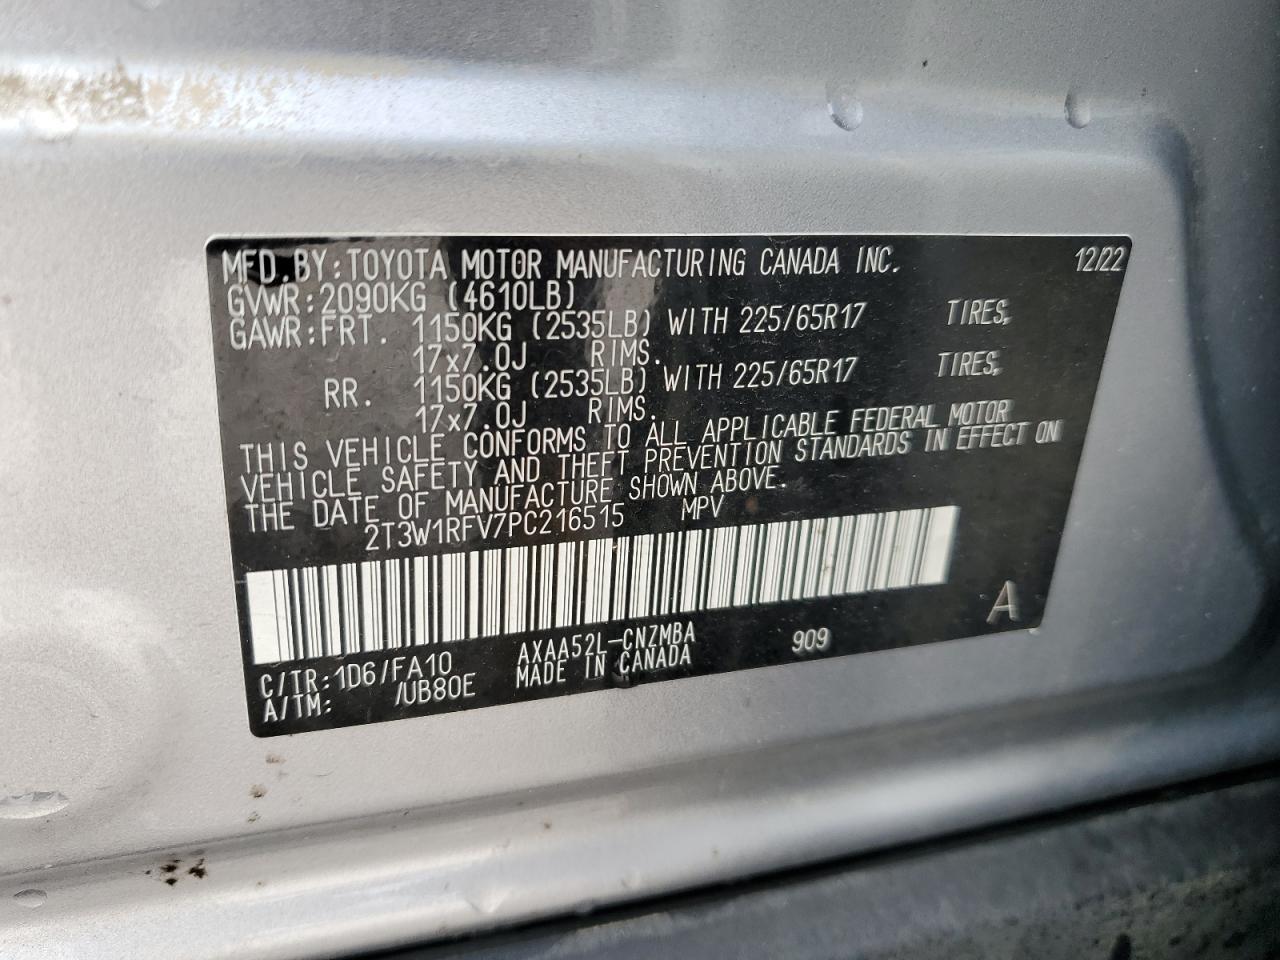 MFD.BY:TOYOTA MOTOR MANUFACTURING CANADA INC. 12/22
GVWR:2090KG (4610LB)
GAWR:FRT. 1150KG (2535LB) WITH 225/65R17 TIRES,
17x7.0J RIMS.
RR. 1150KG (2535LB) WITH 225/65R17 TIRES,
17x7.0J RIMS.
THIS VEHICLE CONFORMS TO ALL APPLICABLE FEDERAL MOTOR
VEHICLE SAFETY AND THEFT PREVENTION STANDARDS IN EFFECT ON
THE DATE OF MANUFACTURE SHOWN ABOVE.
2T3W1RFV7PC216515 MPV
A
C/TR:1D6/FA10 AXAA52L-CNZMBA 909
A/TM: /UB80E MADE IN CANADA